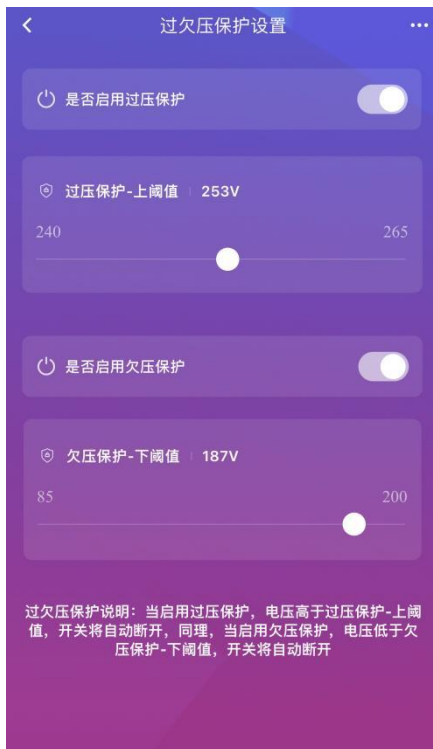 过欠压保护设置
是否启用过压保护
过压保护-上阈值 253V
240 265
是否启用欠压保护
欠压保护-下阈值 187V
85 200
过欠压保护说明：当启用过压保护，电压高于过压保护-上阈
值，开关将自动断开，同理，当启用欠压保护，电压低于欠
压保护-下阈值，开关将自动断开